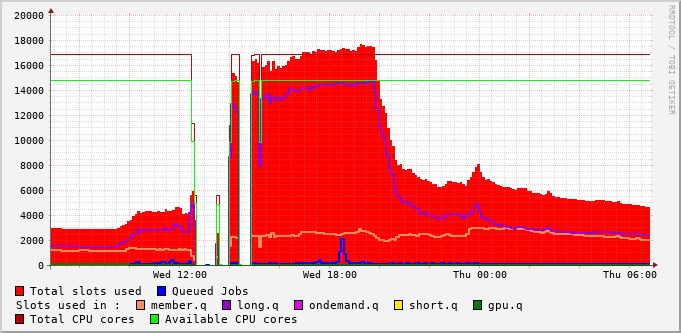 RRDTOOL / TOBI OETIKER
20000
18000
16000
14000
12000
10000
8000
6000
4000
2000
0
Wed 12:00 Wed 18:00 Thu 00:00 Thu 06:00
Total slots used Queued Jobs
Slots used in : member.q long.q ondemand.q short.q gpu.q
Total CPU cores Available CPU cores